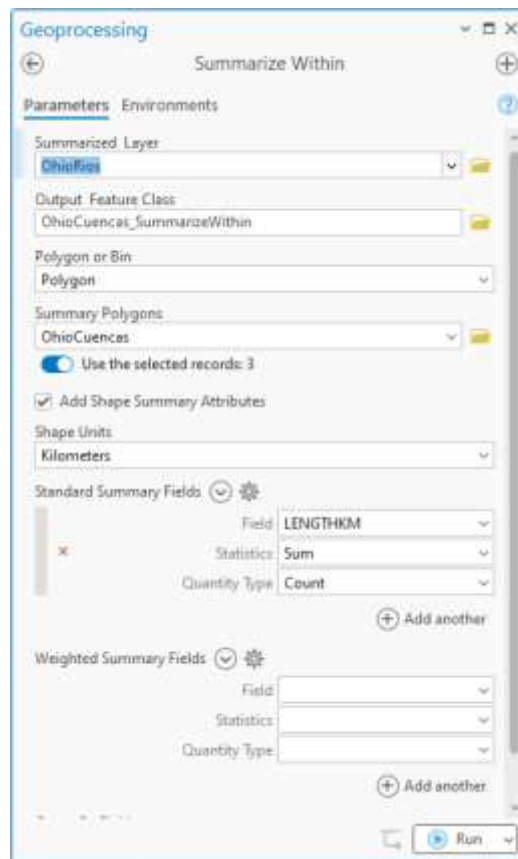 Geoprocessing
Summarize Within
Parameters Environments
Summarized Layer
OhioRios
Output Feature Class
OhioCuencas_SummarizeWithin
Polygon or Bin
Polygon
Summary Polygons
OhioCuencas
Use the selected records: 3
Add Shape Summary Attributes
Shape Units
Kilometers
Standard Summary Fields
Field LENGTHKM
Statistics Sum
Quantity Type Count
Add another
Weighted Summary Fields
Field
Statistics
Quantity Type
Add another
Run